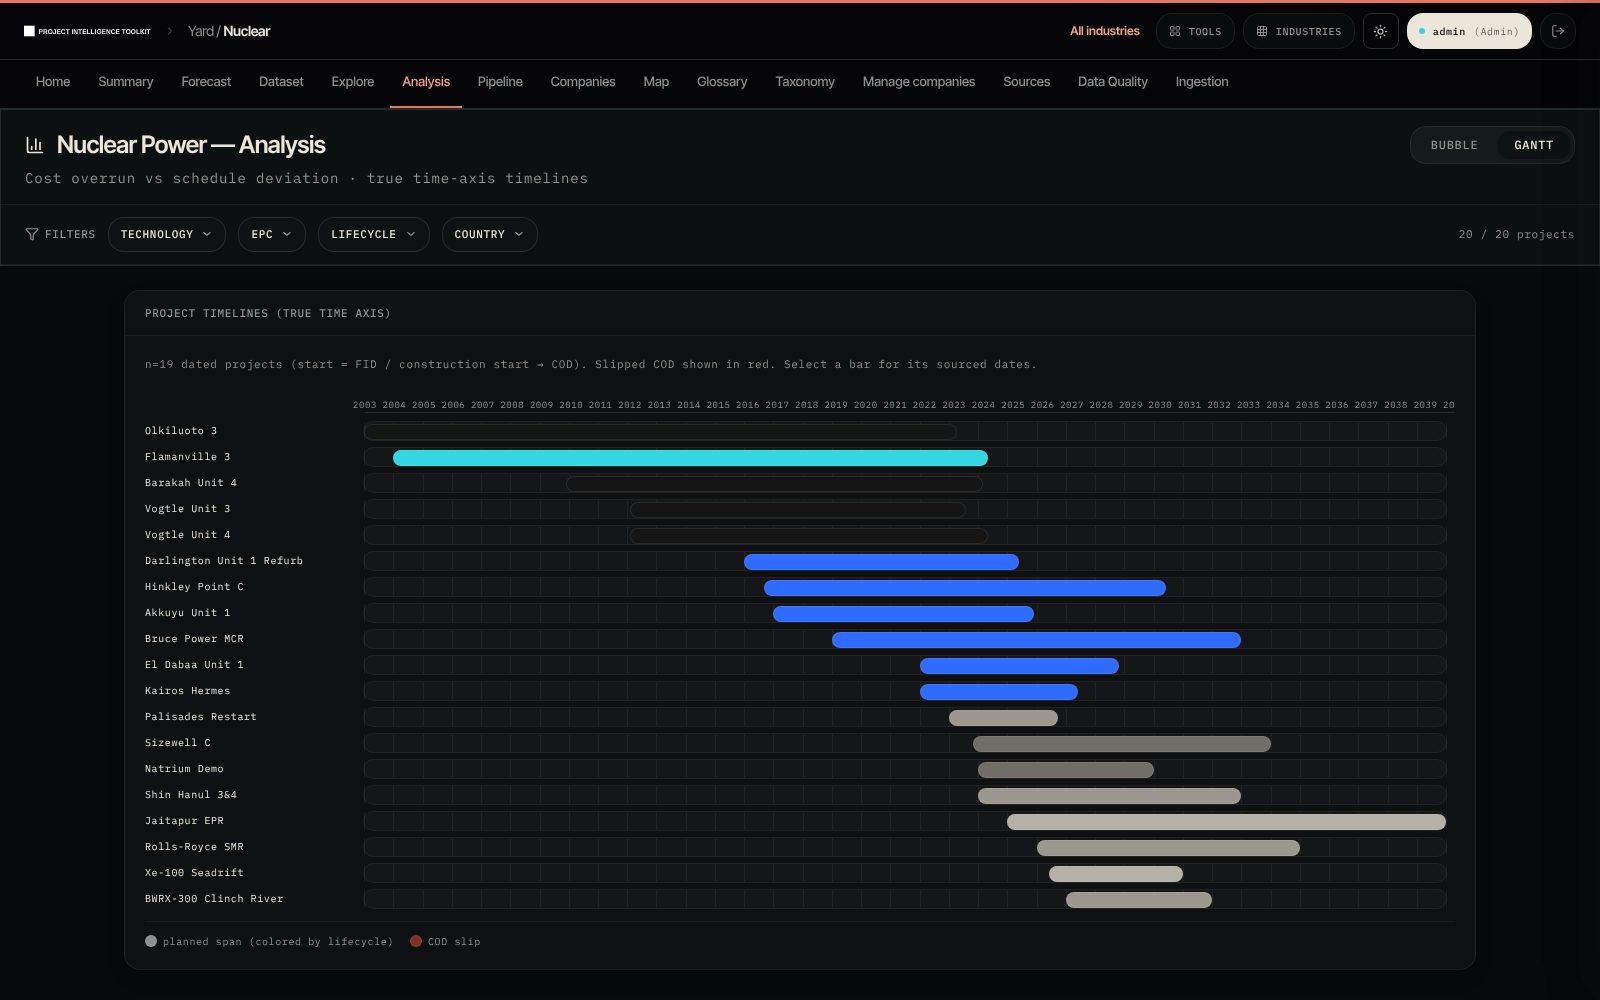 PROJECT INTELLIGENCE TOOLKIT > Yard / Nuclear
All industries TOOLS INDUSTRIES admin (Admin)
Home Summary Forecast Dataset Explore Analysis Pipeline Companies Map Glossary Taxonomy Manage companies Sources Data Quality Ingestion
Nuclear Power — Analysis
BUBBLE GANTT
Cost overrun vs schedule deviation · true time-axis timelines
FILTERS TECHNOLOGY EPC LIFECYCLE COUNTRY 20 / 20 projects
PROJECT TIMELINES (TRUE TIME AXIS)
n=19 dated projects (start = FID / construction start → COD). Slipped COD shown in red. Select a bar for its sourced dates.
2003 2004 2005 2006 2007 2008 2009 2010 2011 2012 2013 2014 2015 2016 2017 2018 2019 2020 2021 2022 2023 2024 2025 2026 2027 2028 2029 2030 2031 2032 2033 2034 2035 2036 2037 2038 2039 20
Olkiluoto 3
Flamanville 3
Barakah Unit 4
Vogtle Unit 3
Vogtle Unit 4
Darlington Unit 1 Refurb
Hinkley Point C
Akkuyu Unit 1
Bruce Power MCR
El Dabaa Unit 1
Kairos Hermes
Palisades Restart
Sizewell C
Natrium Demo
Shin Hanul 3&4
Jaitapur EPR
Rolls-Royce SMR
Xe-100 Seadrift
BWRX-300 Clinch River
planned span (colored by lifecycle) COD slip